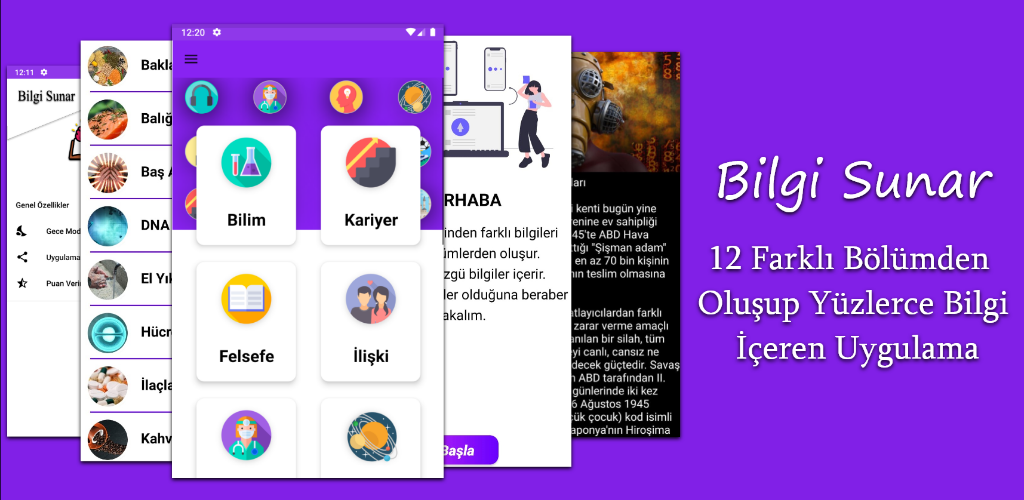 12:11
Bilgi Sunar
Genel Özellikler
Gece Mod
Uygulama
Puan Veri
Bakla
Balığ
Baş A
DNA
El Yık
Hücr
İlaçla
Kahv
12:20
Bilim
Kariyer
Felsefe
İlişki
RHABA
inden farklı bilgileri
imlerden oluşur.
zgü bilgiler içerir.
ler olduğuna beraber
akalım.
Başla
ları
i kenti bugün yine
renine ev sahipliği
45'te ABD Hava
ttığı "Şişman adam"
en az 70 bin kişinin
nın teslim olmasına
atlayıcılardan farklı
zarar verme amaçlı
anılan bir silah, tüm
eyi canlı, cansız ne
decek güçtedir. Savaş
n ABD tarafından II.
günlerinde iki kez
6 Ağustos 1945
çük çocuk) kod isimli
aponya'nın Hiroşima
Bilgi Sunar
12 Farklı Bölümden
Oluşup Yüzlerce Bilgi
İçeren Uygulama